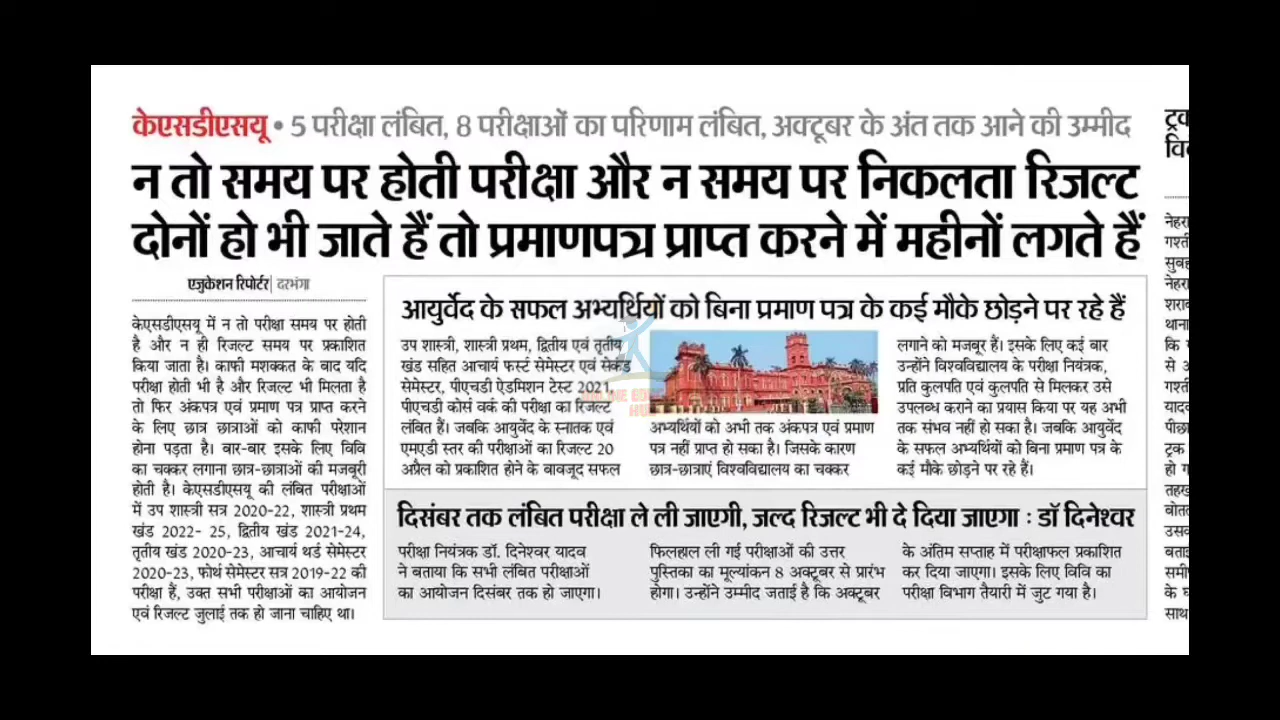 केएसडीएसयू • 5 परीक्षा लंबित, 8 परीक्षाओं का परिणाम लंबित, अक्टूबर के अंत तक आने की उम्मीद
न तो समय पर होती परीक्षा और न समय पर निकलता रिजल्ट
दोनों हो भी जाते हैं तो प्रमाणपत्र प्राप्त करने में महीनों लगते हैं
एजुकेशन रिपोर्टर| दरभंगा
केएसडीएसयू में न तो परीक्षा समय पर होती
है और न ही रिजल्ट समय पर प्रकाशित
किया जाता है। काफी मशक्कत के बाद यदि
परीक्षा होती भी है और रिजल्ट भी मिलता है
तो फिर अंकपत्र एवं प्रमाण पत्र प्राप्त करने
के लिए छात्र छात्राओं को काफी परेशान
होना पड़ता है। बार-बार इसके लिए विवि
का चक्कर लगाना छात्र-छात्राओं की मजबूरी
होती है। केएसडीएसयू की लंबित परीक्षाओं
में उप शास्त्री सत्र 2020-22, शास्त्री प्रथम
खंड 2022- 25, द्वितीय खंड 2021-24,
तृतीय खंड 2020-23, आचार्य थर्ड सेमेस्टर
2020-23, फोर्थ सेमेस्टर सत्र 2019-22 की
परीक्षा हैं, उक्त सभी परीक्षाओं का आयोजन
एवं रिजल्ट जुलाई तक हो जाना चाहिए था।
आयुर्वेद के सफल अभ्यर्थियों को बिना प्रमाण पत्र के कई मौके छोड़ने पर रहे हैं
उप शास्त्री, शास्त्री प्रथम, द्वितीय एवं तृतीय
खंड सहित आचार्य फर्स्ट सेमेस्टर एवं सेकंड
सेमेस्टर, पीएचडी ऐडमिशन टेस्ट 2021,
पीएचडी कोर्स वर्क की परीक्षा का रिजल्ट
लंबित हैं। जबकि आयुर्वेद के स्नातक एवं
एमएडी स्तर की परीक्षाओं का रिजल्ट 20
अप्रैल को प्रकाशित होने के बावजूद सफल
अभ्यर्थियों को अभी तक अंकपत्र एवं प्रमाण
पत्र नहीं प्राप्त हो सका है। जिसके कारण
छात्र-छात्राएं विश्वविद्यालय का चक्कर
लगाने को मजबूर हैं। इसके लिए कई बार
उन्होंने विश्वविद्यालय के परीक्षा नियंत्रक,
प्रति कुलपति एवं कुलपति से मिलकर उसे
उपलब्ध कराने का प्रयास किया पर यह अभी
तक संभव नहीं हो सका है। जबकि आयुर्वेद
के सफल अभ्यर्थियों को बिना प्रमाण पत्र के
कई मौके छोड़ने पर रहे हैं।
दिसंबर तक लंबित परीक्षा ले ली जाएगी, जल्द रिजल्ट भी दे दिया जाएगा : डॉ दिनेश्वर
परीक्षा नियंत्रक डॉ. दिनेश्वर यादव
ने बताया कि सभी लंबित परीक्षाओं
का आयोजन दिसंबर तक हो जाएगा।
फिलहाल ली गई परीक्षाओं की उत्तर
पुस्तिका का मूल्यांकन 8 अक्टूबर से प्रारंभ
होगा। उन्होंने उम्मीद जताई है कि अक्टूबर
के अंतिम सप्ताह में परीक्षाफल प्रकाशित
कर दिया जाएगा। इसके लिए विवि का
परीक्षा विभाग तैयारी में जुट गया है।